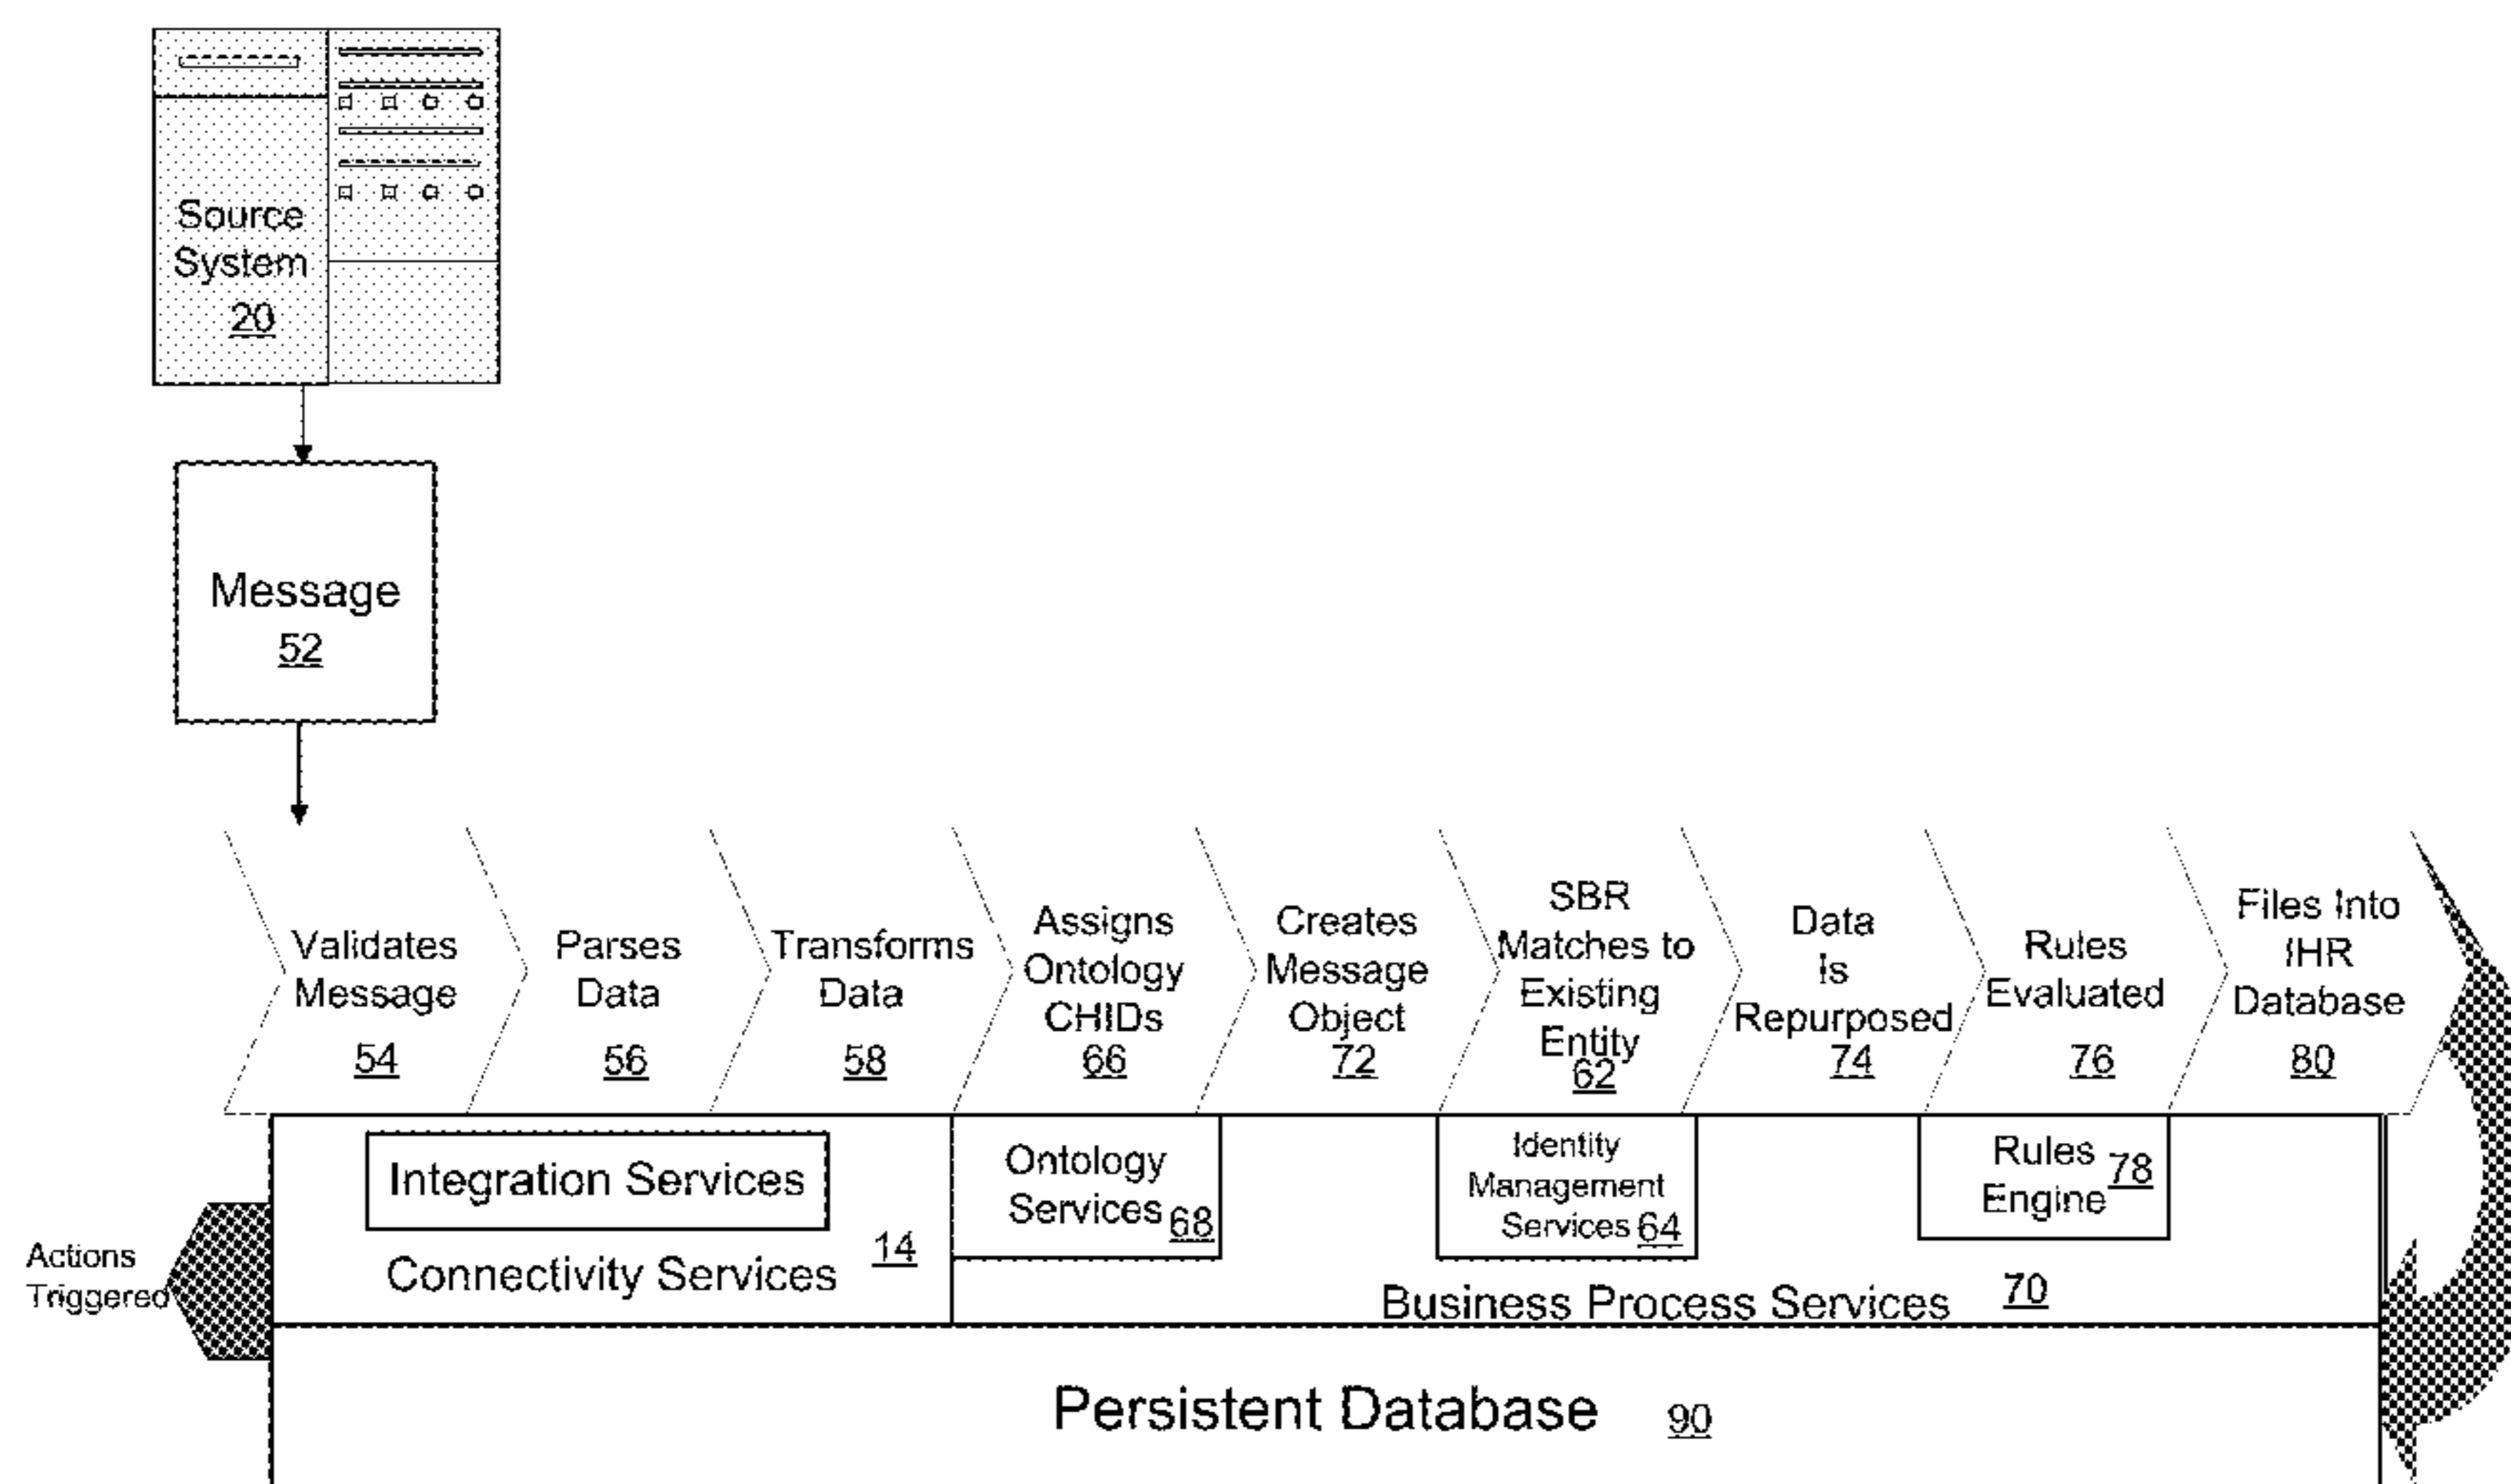 Source
System
20
Message
52
Validates
Message
54
Parses
Data
56
Transforms
Data
58
Assigns
Ontology
CHIDs
66
Creates
Message
Object
72
SBR
Matches to
Existing
Entity
62
Data
Is
Repurposed
74
Rules
Evaluated
76
Files Into
IHR
Database
80
Integration Services
Connectivity Services 14
Ontology
Services 68
Identity
Management
Services 64
Rules
Engine 78
Business Process Services 70
Actions
Triggered
Persistent Database 90